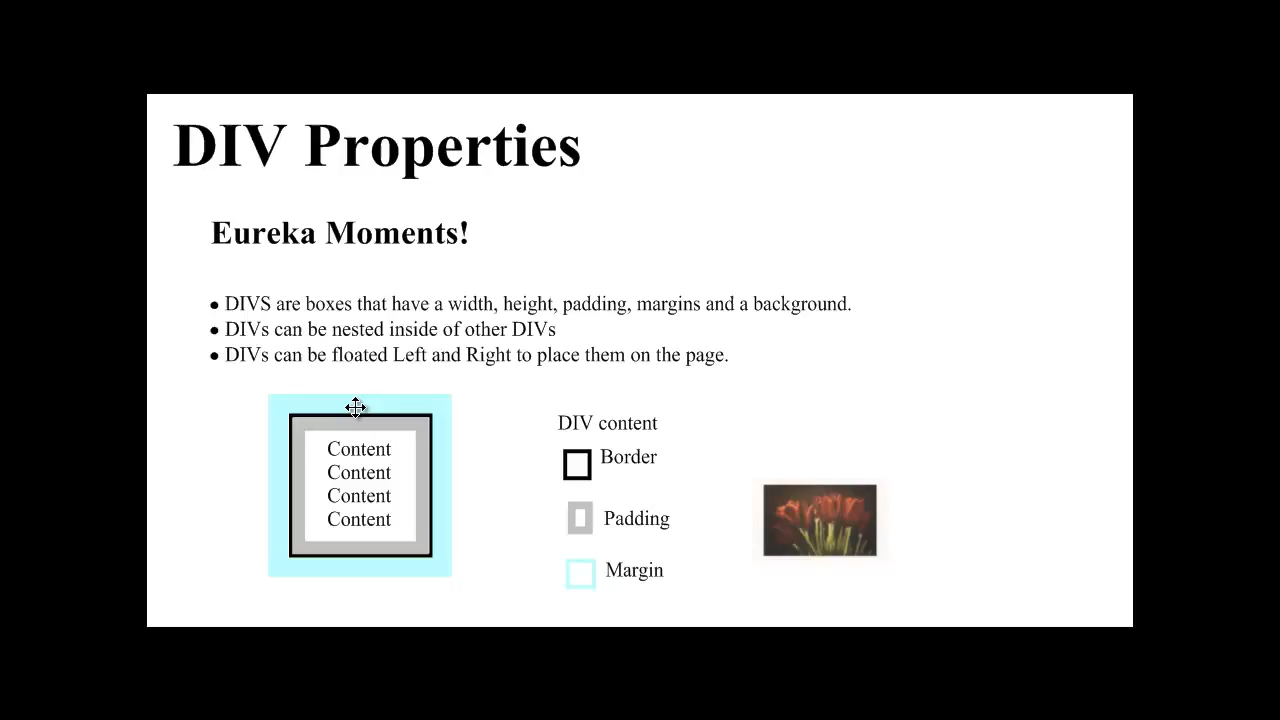 DIV Properties
Eureka Moments!
• DIVS are boxes that have a width, height, padding, margins and a background.
• DIVs can be nested inside of other DIVs
• DIVs can be floated Left and Right to place them on the page.
Content
Content
Content
Content
DIV content
Border
Padding
Margin